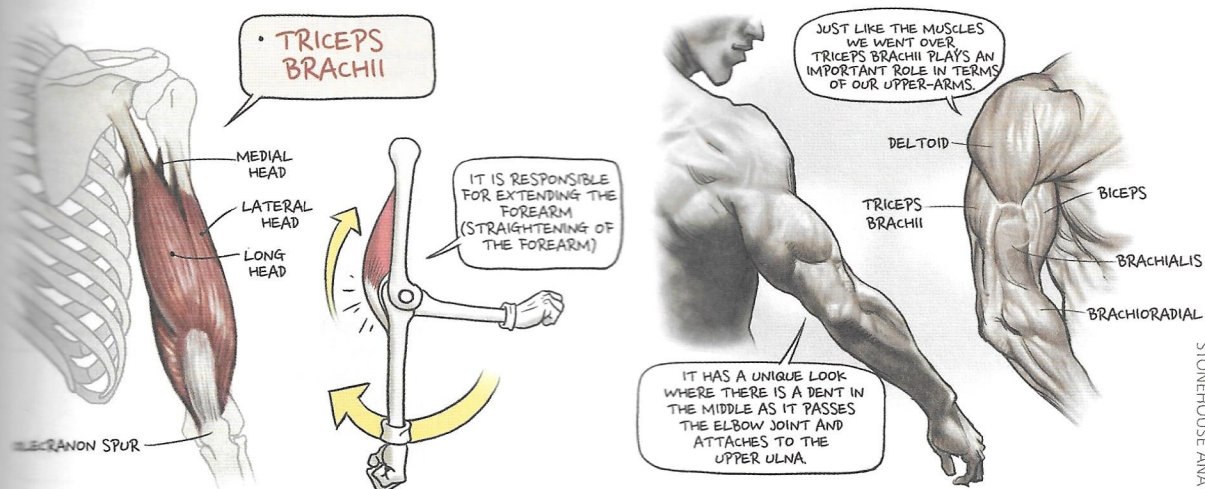 • TRICEPS
BRACHII
MEDIAL
HEAD
LATERAL
HEAD
LONG
HEAD
IT IS RESPONSIBLE
FOR EXTENDING THE
FOREARM
(STRAIGHTENING OF
THE FOREARM)
JUST LIKE THE MUSCLES
WE WENT OVER,
TRICEPS BRACHII PLAYS AN
IMPORTANT ROLE IN TERMS
OF OUR UPPER-ARMS.
DELTOID
TRICEPS
BRACHII
BICEPS
BRACHIALIS
BRACHIORADIAL
IT HAS A UNIQUE LOOK
WHERE THERE IS A DENT IN
THE MIDDLE AS IT PASSES
THE ELBOW JOINT AND
ATTACHES TO THE
UPPER ULNA.
OLECRANON SPUR
STONEHOUSE ANA